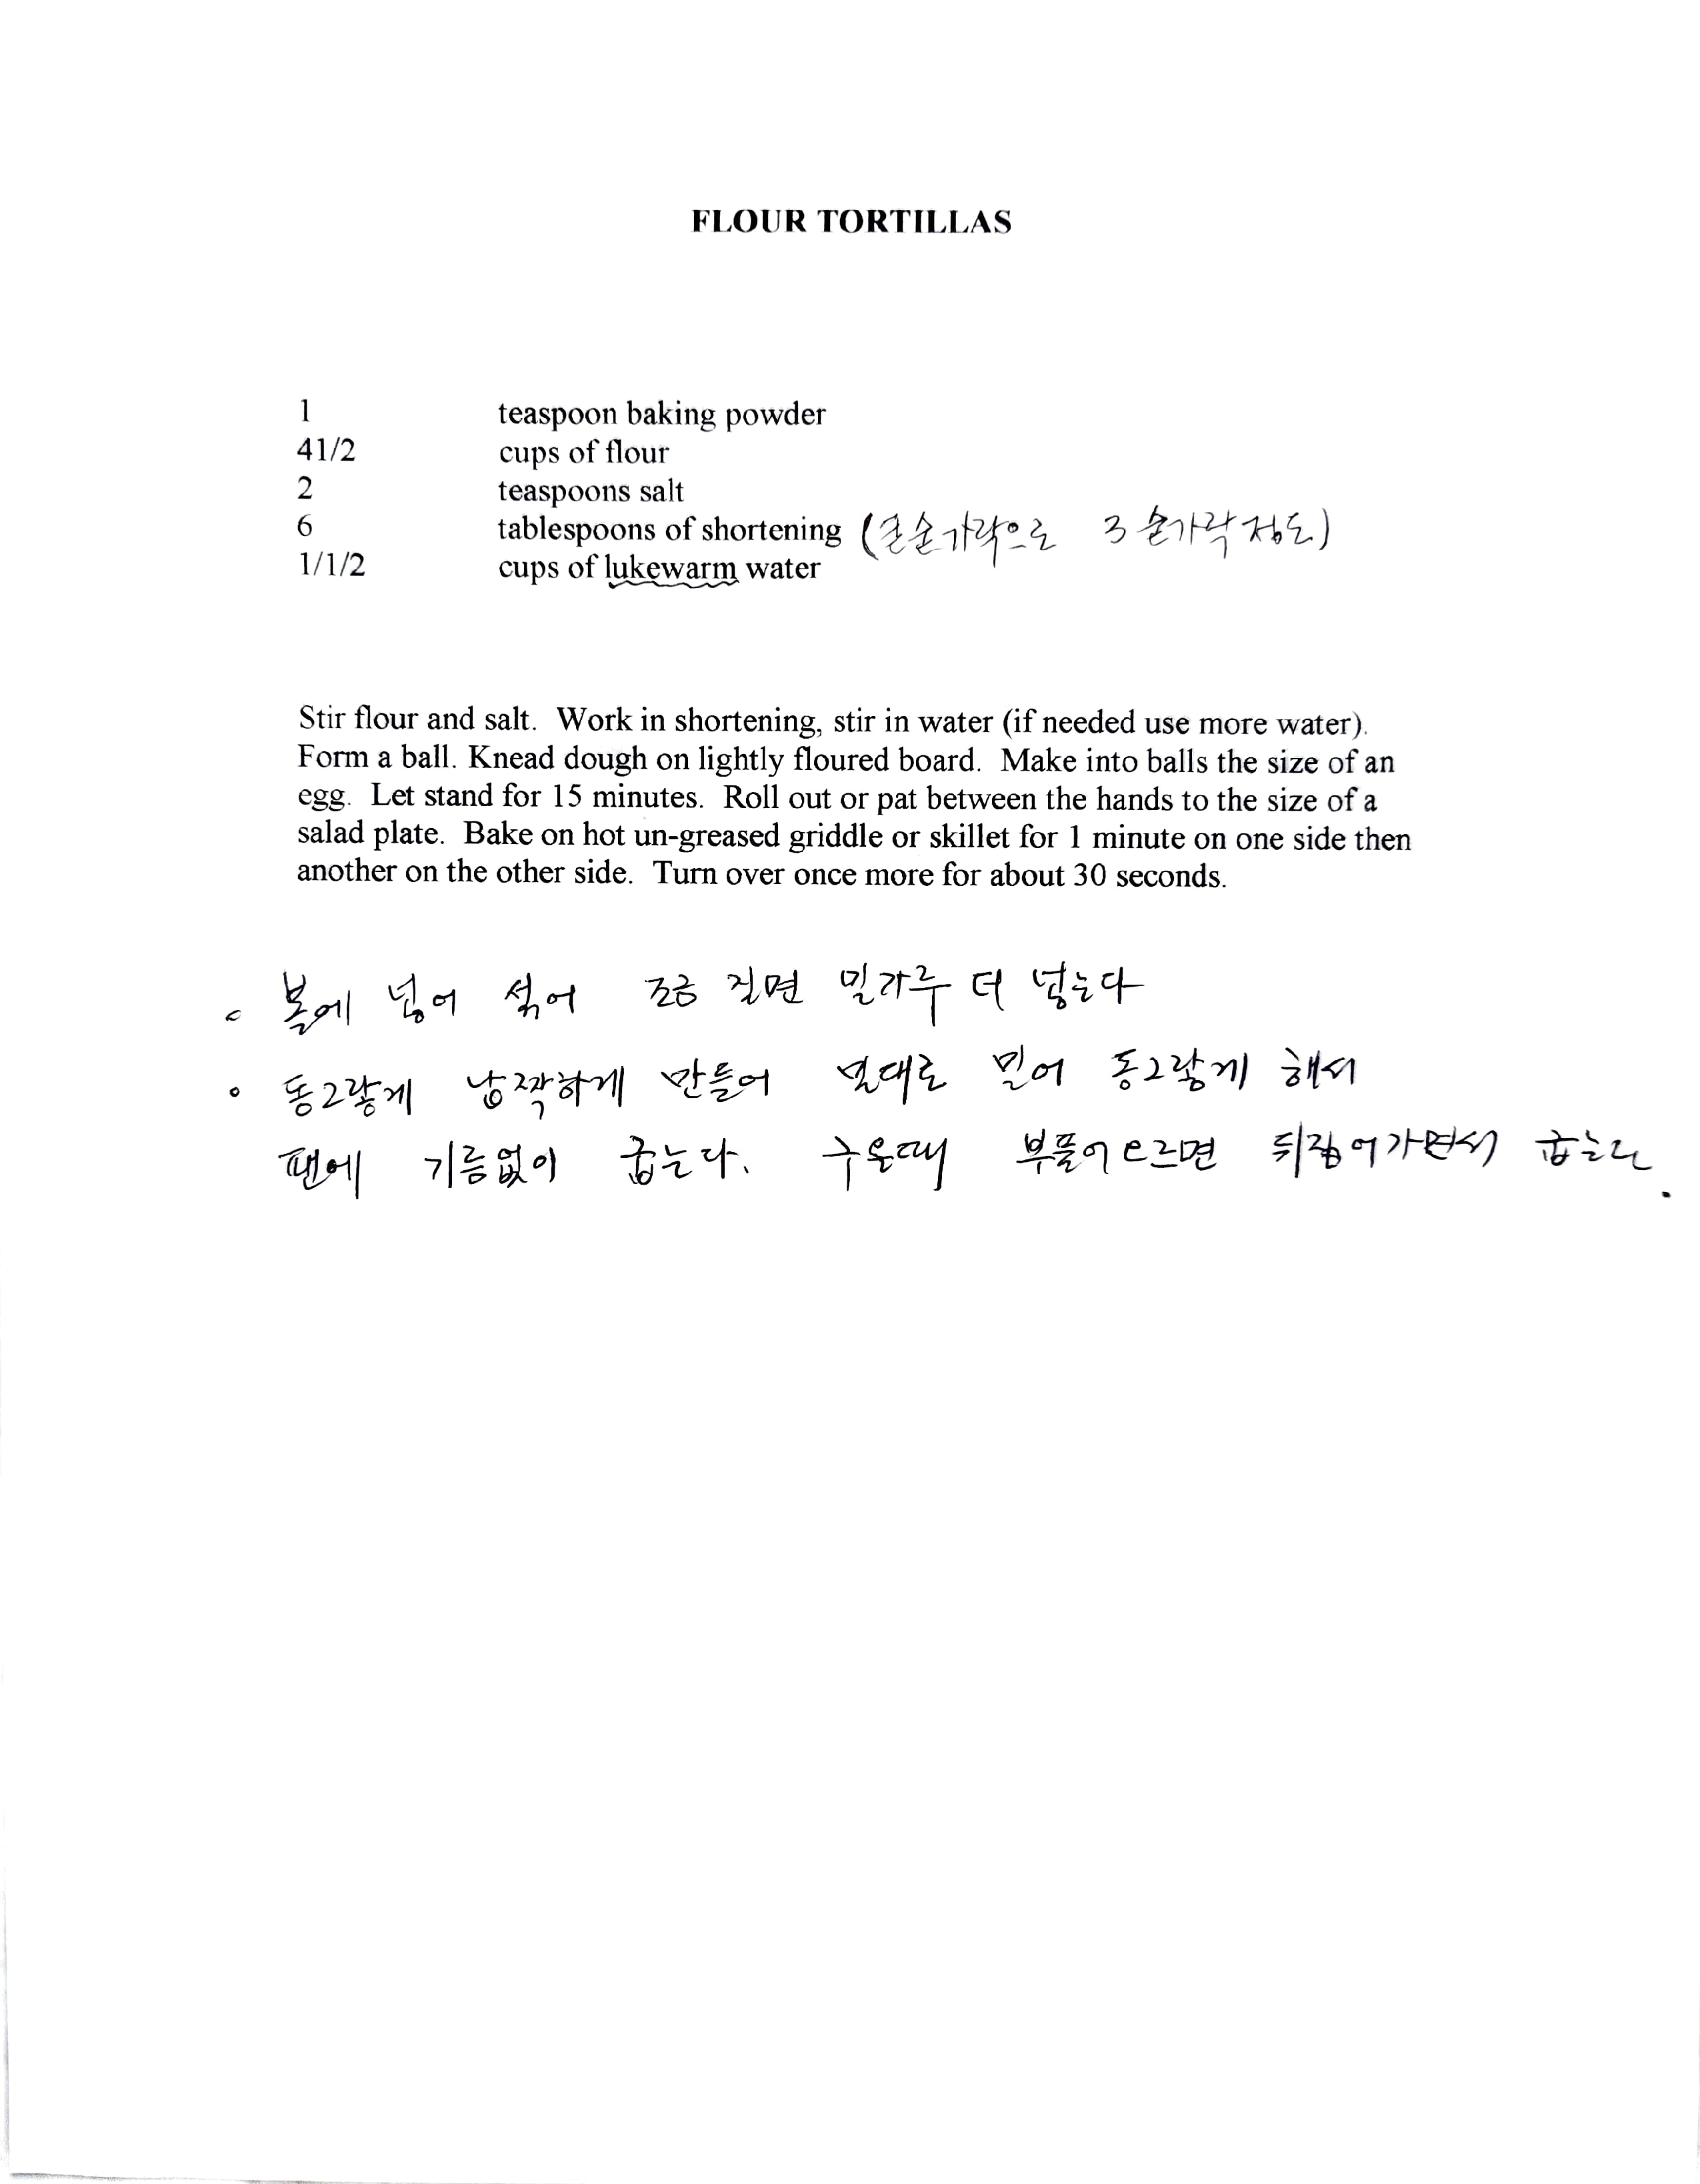 FLOUR TORTILLAS
1 teaspoon baking powder
41/2 cups of flour
2 teaspoons salt
6 tablespoons of shortening (큰숟가락으로 3 숟가락정도)
1/1/2 cups of lukewarm water
Stir flour and salt. Work in shortening, stir in water (if needed use more water).
Form a ball. Knead dough on lightly floured board. Make into balls the size of an
egg. Let stand for 15 minutes. Roll out or pat between the hands to the size of a
salad plate. Bake on hot un-greased griddle or skillet for 1 minute on one side then
another on the other side. Turn over once more for about 30 seconds.
볼에 넣어 섞어 조금 질면 밀가루 더 넣는다
동그랗게 납작하게 만들어 밀대로 밀어 동그랗게 해서
팬에 기름없이 굽는다. 구울때 부풀어 오르면 뒤집어가면서 굽는다.